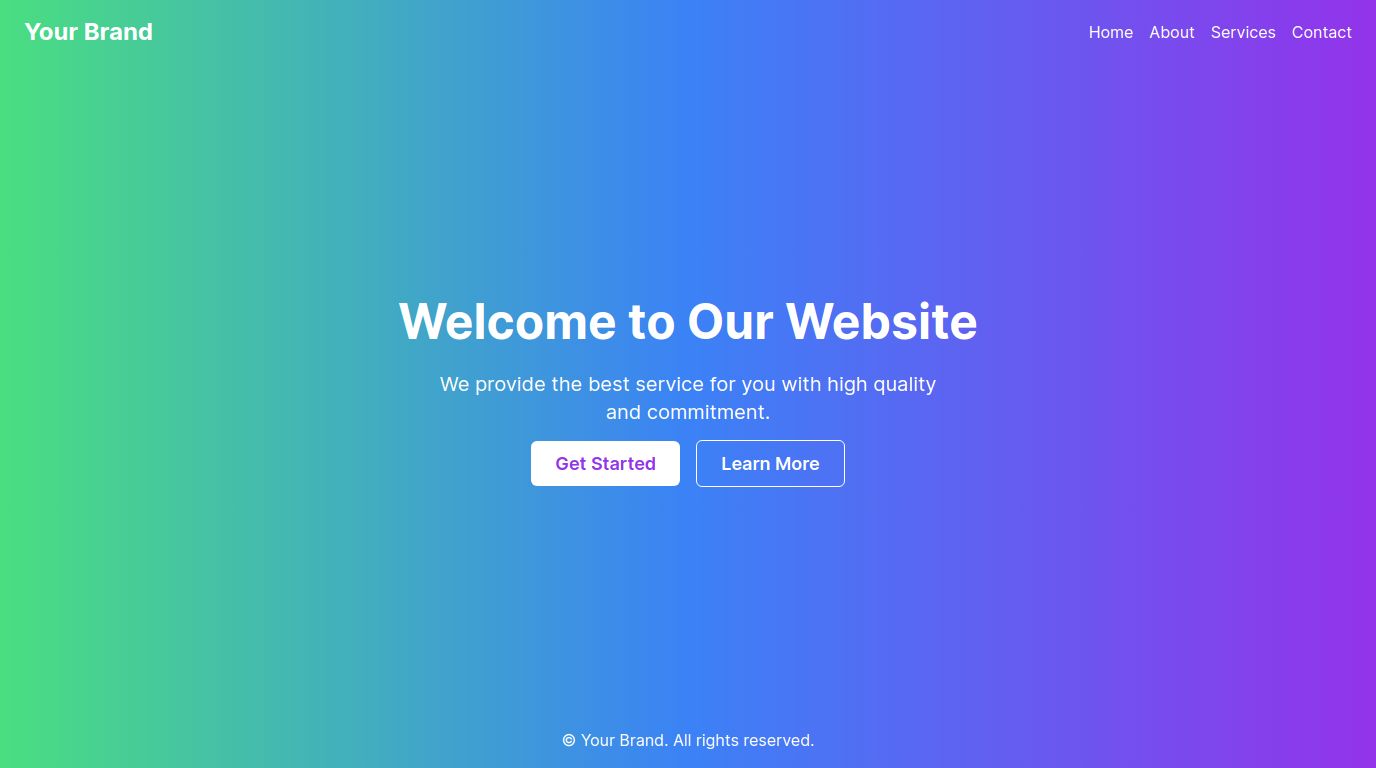 Your Brand
Home About Services Contact
Welcome to Our Website
We provide the best service for you with high quality
and commitment.
Get Started Learn More
© Your Brand. All rights reserved.